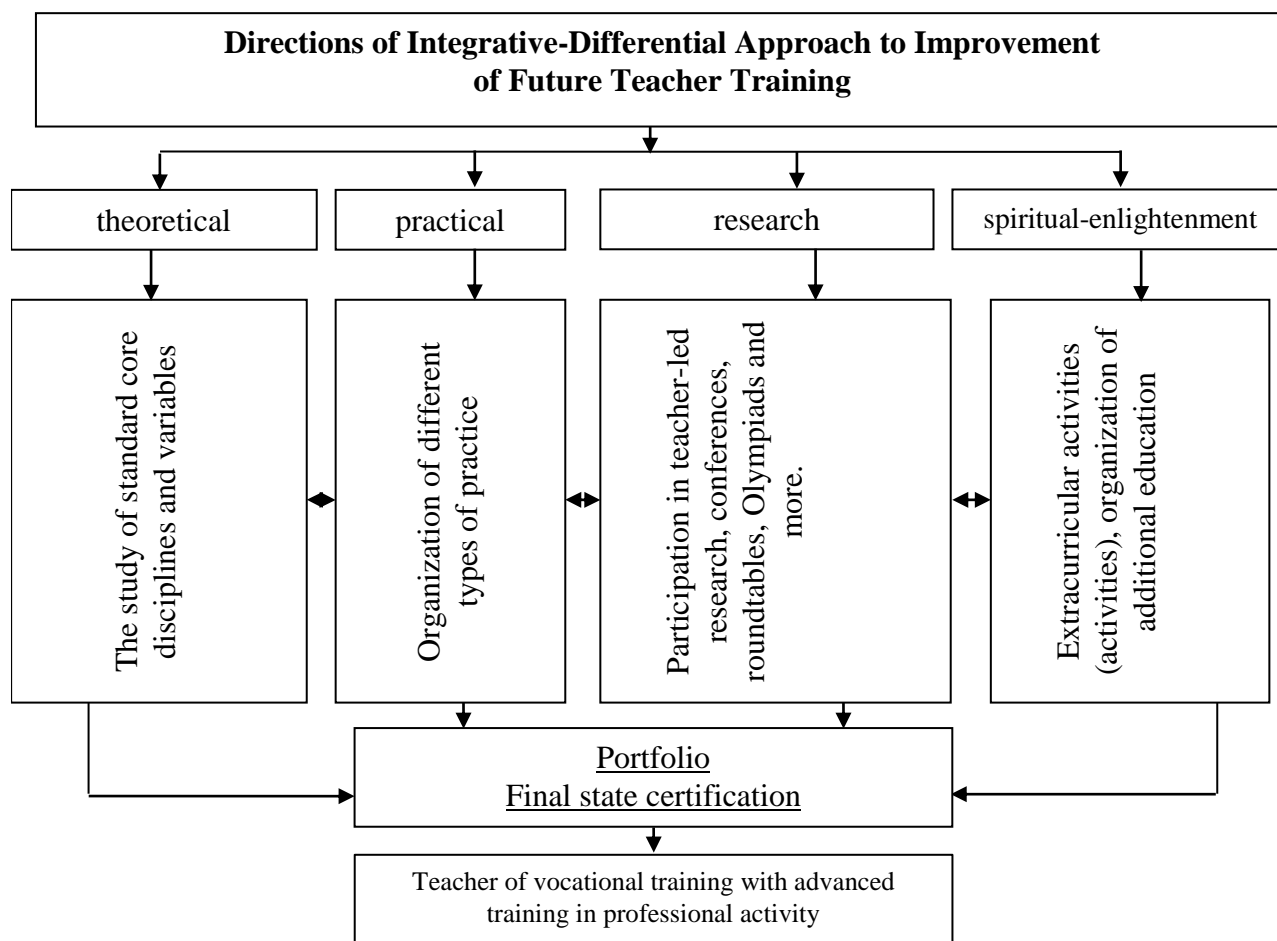 Directions of Integrative-Differential Approach to Improvement
of Future Teacher Training
theoretical
practical
research
spiritual-enlightenment
The study of standard core
disciplines and variables
Organization of different
types of practice
Participation in teacher-led
research, conferences,
roundtables, Olympiads and
more.
Extracurricular activities
(activities), organization of
additional education
Portfolio
Final state certification
Teacher of vocational training with advanced
training in professional activity